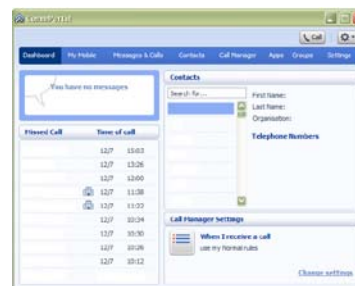 CommPortal
Call
Dashboard My Mobile Messages & Calls Contacts Call Manager Apps Groups Settings
You have no messages
Missed Call Time of call
12/7 15:03
12/7 13:26
12/7 12:00
12/7 11:38
12/7 11:33
12/7 10:34
12/7 10:30
12/7 10:26
12/7 10:12
Contacts
Search for...
First Name:
Last Name:
Organisation:
Telephone Numbers
Call Manager Settings
When I receive a call
use my Normal rules
Change settings